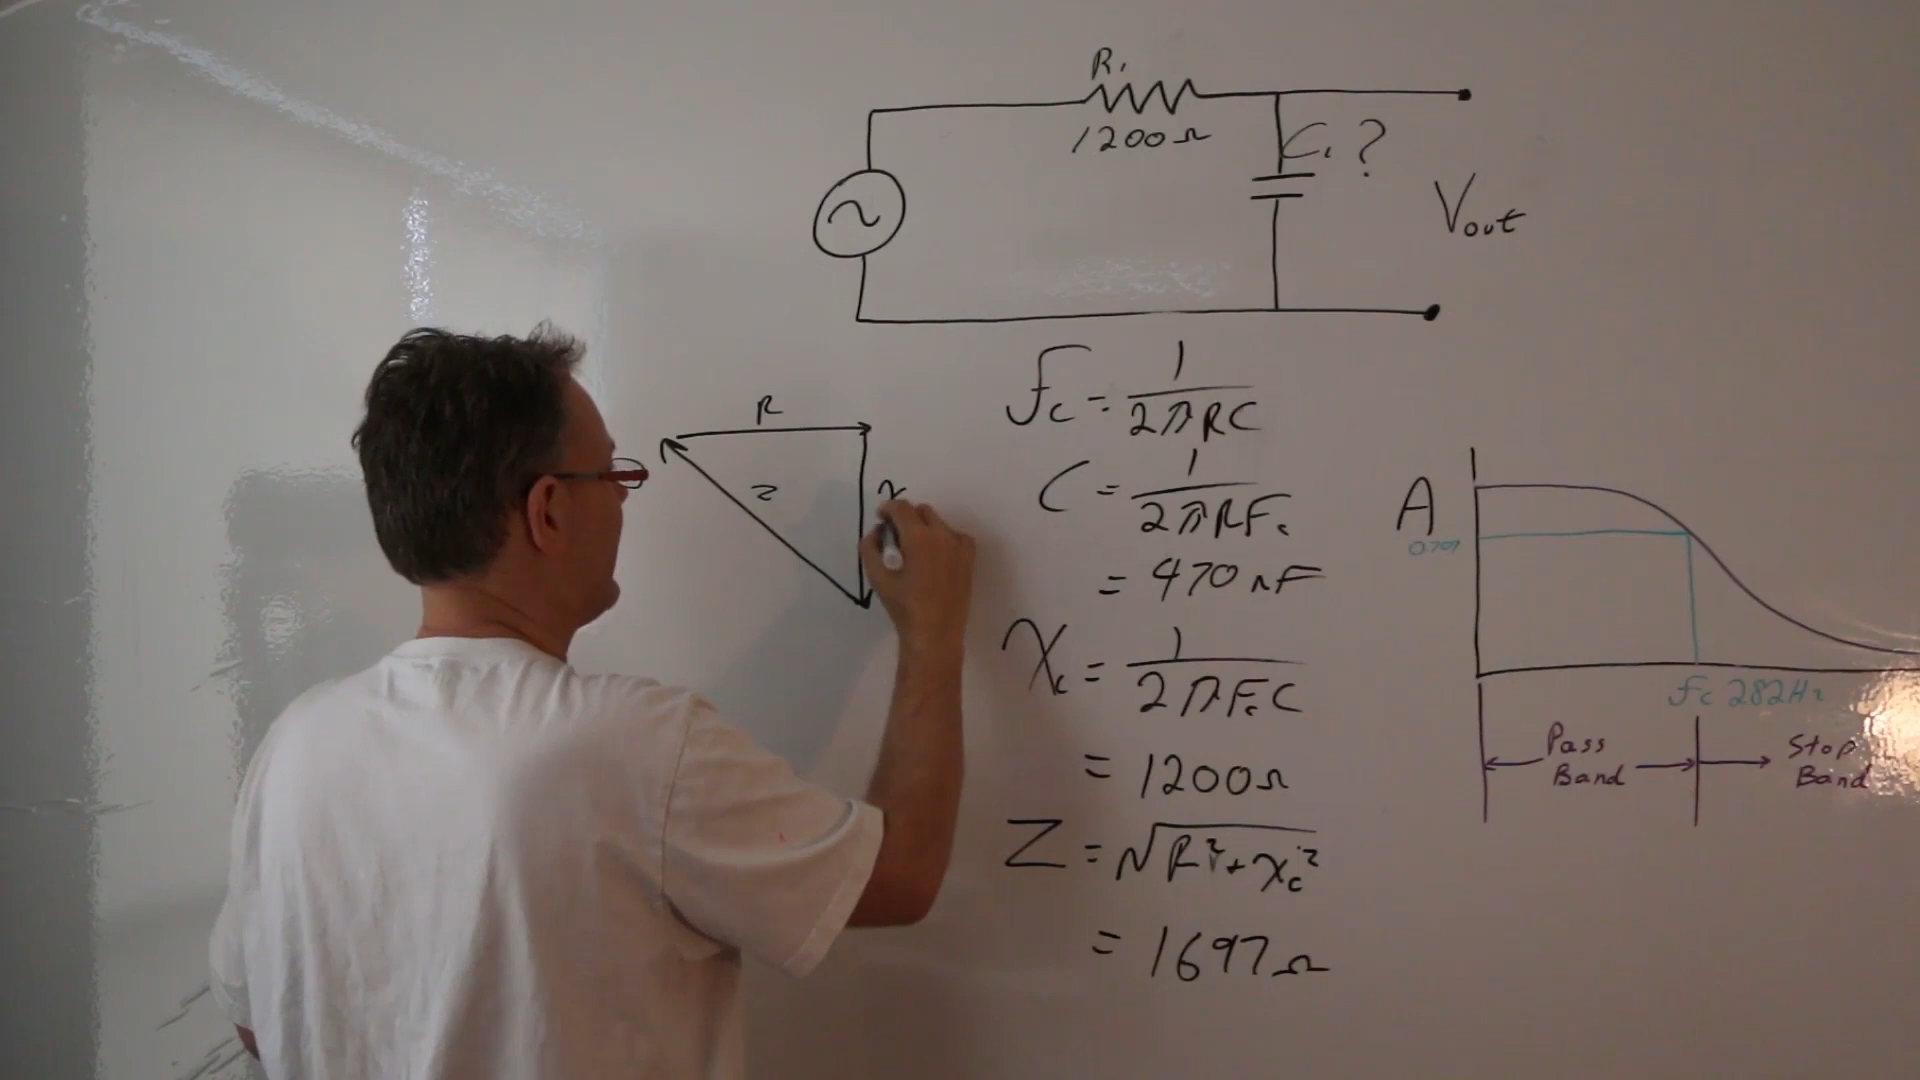 R₁
1200Ω
C₁ ?
Vout
fc = 1/2πRC
C = 1/2πRFc
= 470nF
Xc = 1/2πFcC
= 1200Ω
Z = √R²+Xc²
= 1697Ω
R
Z
X
A
0.707
fc 282Hz
Pass Band
Stop Band